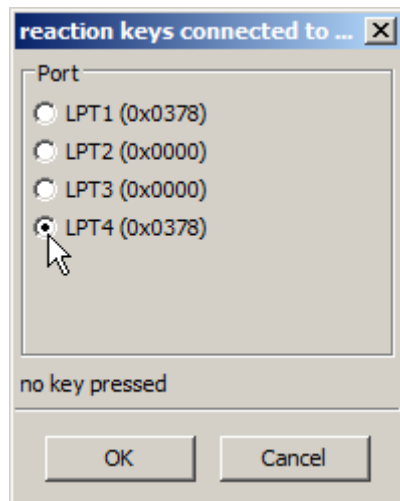 reaction keys connected to ...
Port
LPT1 (0x0378)
LPT2 (0x0000)
LPT3 (0x0000)
LPT4 (0x0378)
no key pressed
OK Cancel